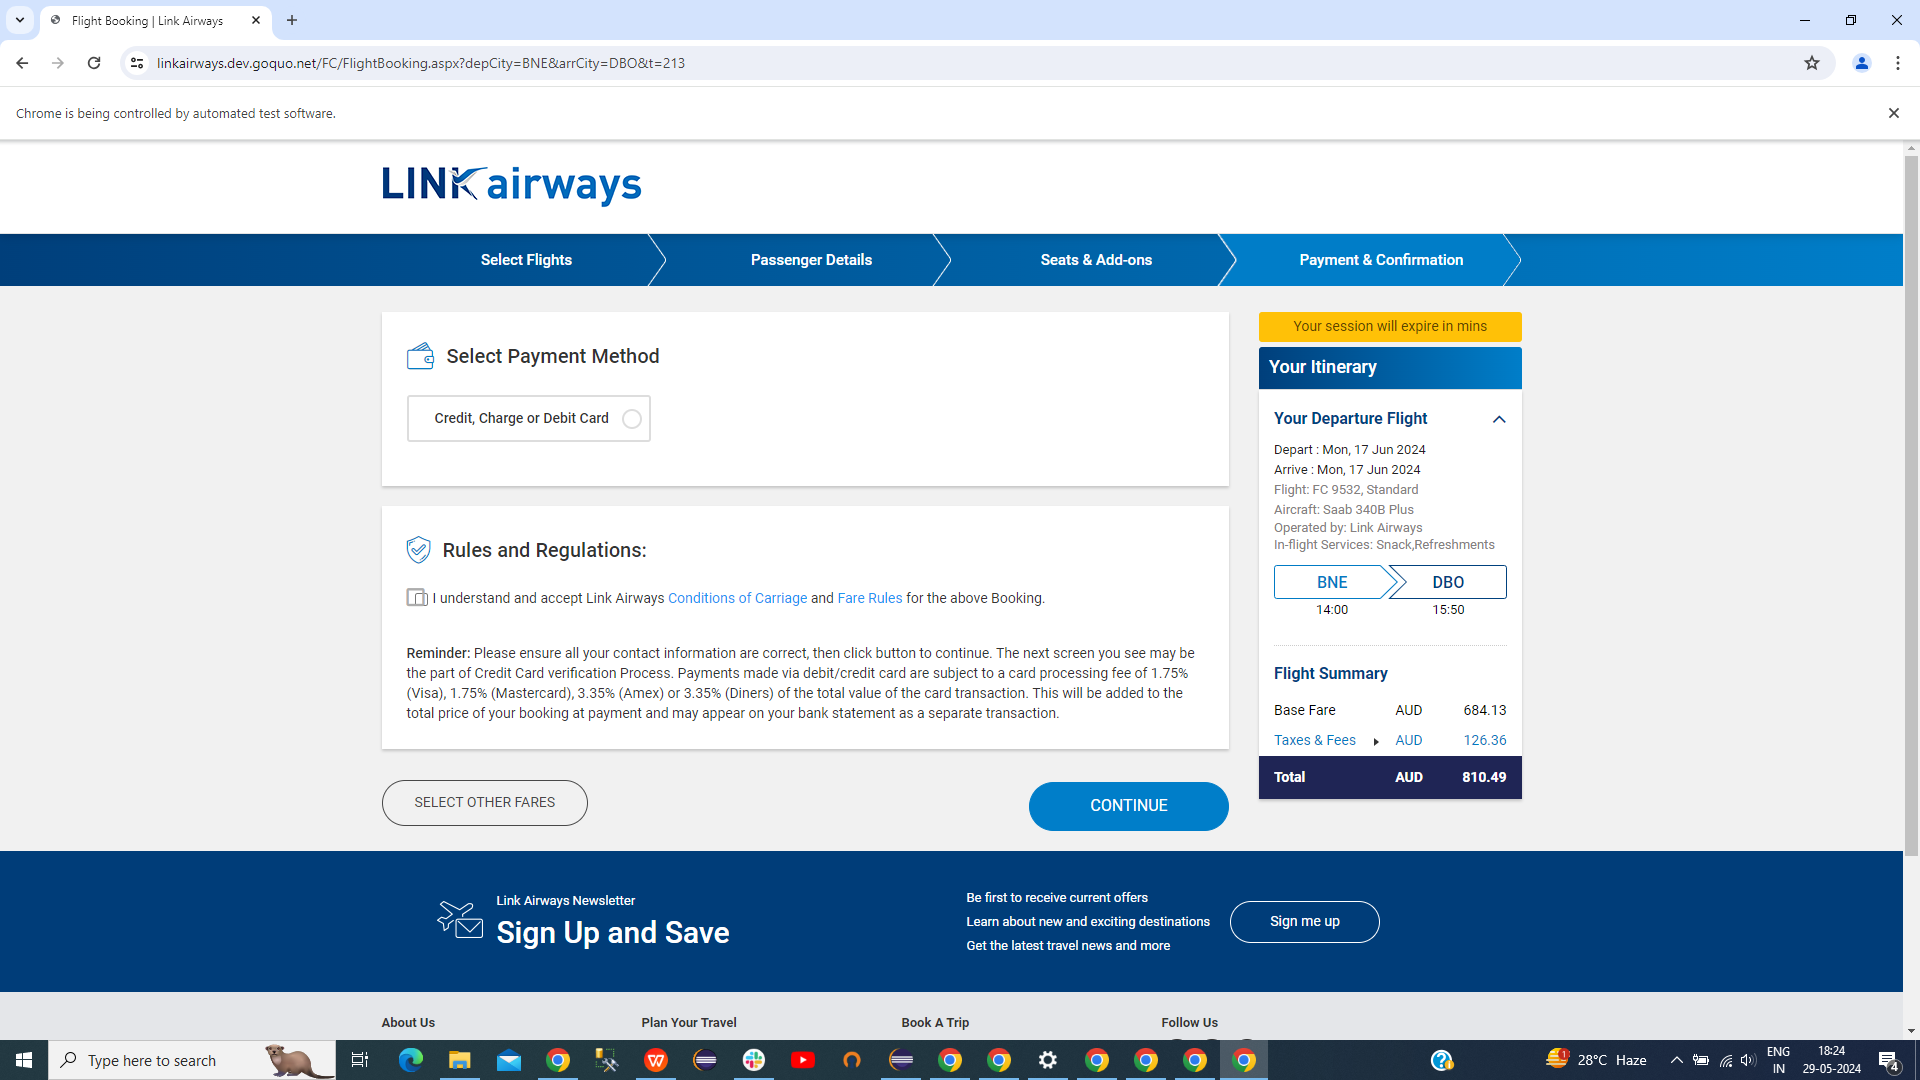 Flight Booking | Link Airways
linkairways.dev.goquo.net/FC/FlightBooking.aspx?depCity=BNE&arrCity=DBO&t=213
Chrome is being controlled by automated test software.
LINK airways
Select Flights
Passenger Details
Seats & Add-ons
Payment & Confirmation
Select Payment Method
Credit, Charge or Debit Card
Rules and Regulations:
I understand and accept Link Airways Conditions of Carriage and Fare Rules for the above Booking.
Reminder: Please ensure all your contact information are correct, then click button to continue. The next screen you see may be
the part of Credit Card verification Process. Payments made via debit/credit card are subject to a card processing fee of 1.75%
(Visa), 1.75% (Mastercard), 3.35% (Amex) or 3.35% (Diners) of the total value of the card transaction. This will be added to the
total price of your booking at payment and may appear on your bank statement as a separate transaction.
SELECT OTHER FARES
CONTINUE
Your session will expire in mins
Your Itinerary
Your Departure Flight
Depart : Mon, 17 Jun 2024
Arrive : Mon, 17 Jun 2024
Flight: FC 9532, Standard
Aircraft: Saab 340B Plus
Operated by: Link Airways
In-flight Services: Snack,Refreshments
BNE DBO
14:00 15:50
Flight Summary
Base Fare AUD 684.13
Taxes & Fees AUD 126.36
Total AUD 810.49
Link Airways Newsletter
Sign Up and Save
Be first to receive current offers
Learn about new and exciting destinations
Get the latest travel news and more
Sign me up
About Us
Plan Your Travel
Book A Trip
Follow Us
Type here to search
1
28°C Haze
ENG
IN
18:24
29-05-2024
4